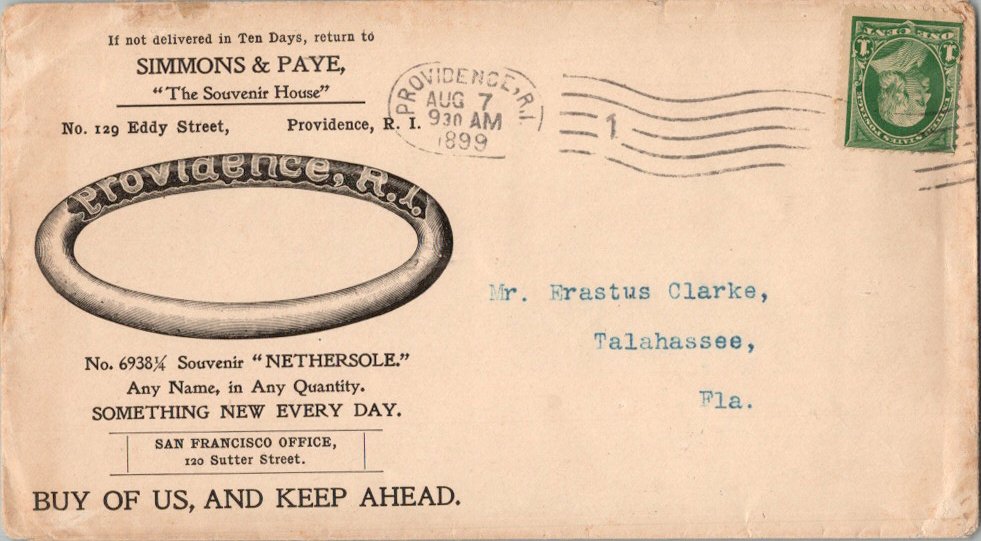 If not delivered in Ten Days, return to
SIMMONS & PAYE,
"The Souvenir House"
No. 129 Eddy Street, Providence, R. I.
PROVIDENCE, R.I.
AUG 7
930 AM
1899
1
ONE CENT
1 1
Providence, R.I.
Mr. Erastus Clarke,
Talahassee,
Fla.
No. 6938¼ Souvenir "NETHERSOLE."
Any Name, in Any Quantity.
SOMETHING NEW EVERY DAY.
SAN FRANCISCO OFFICE,
120 Sutter Street.
BUY OF US, AND KEEP AHEAD.